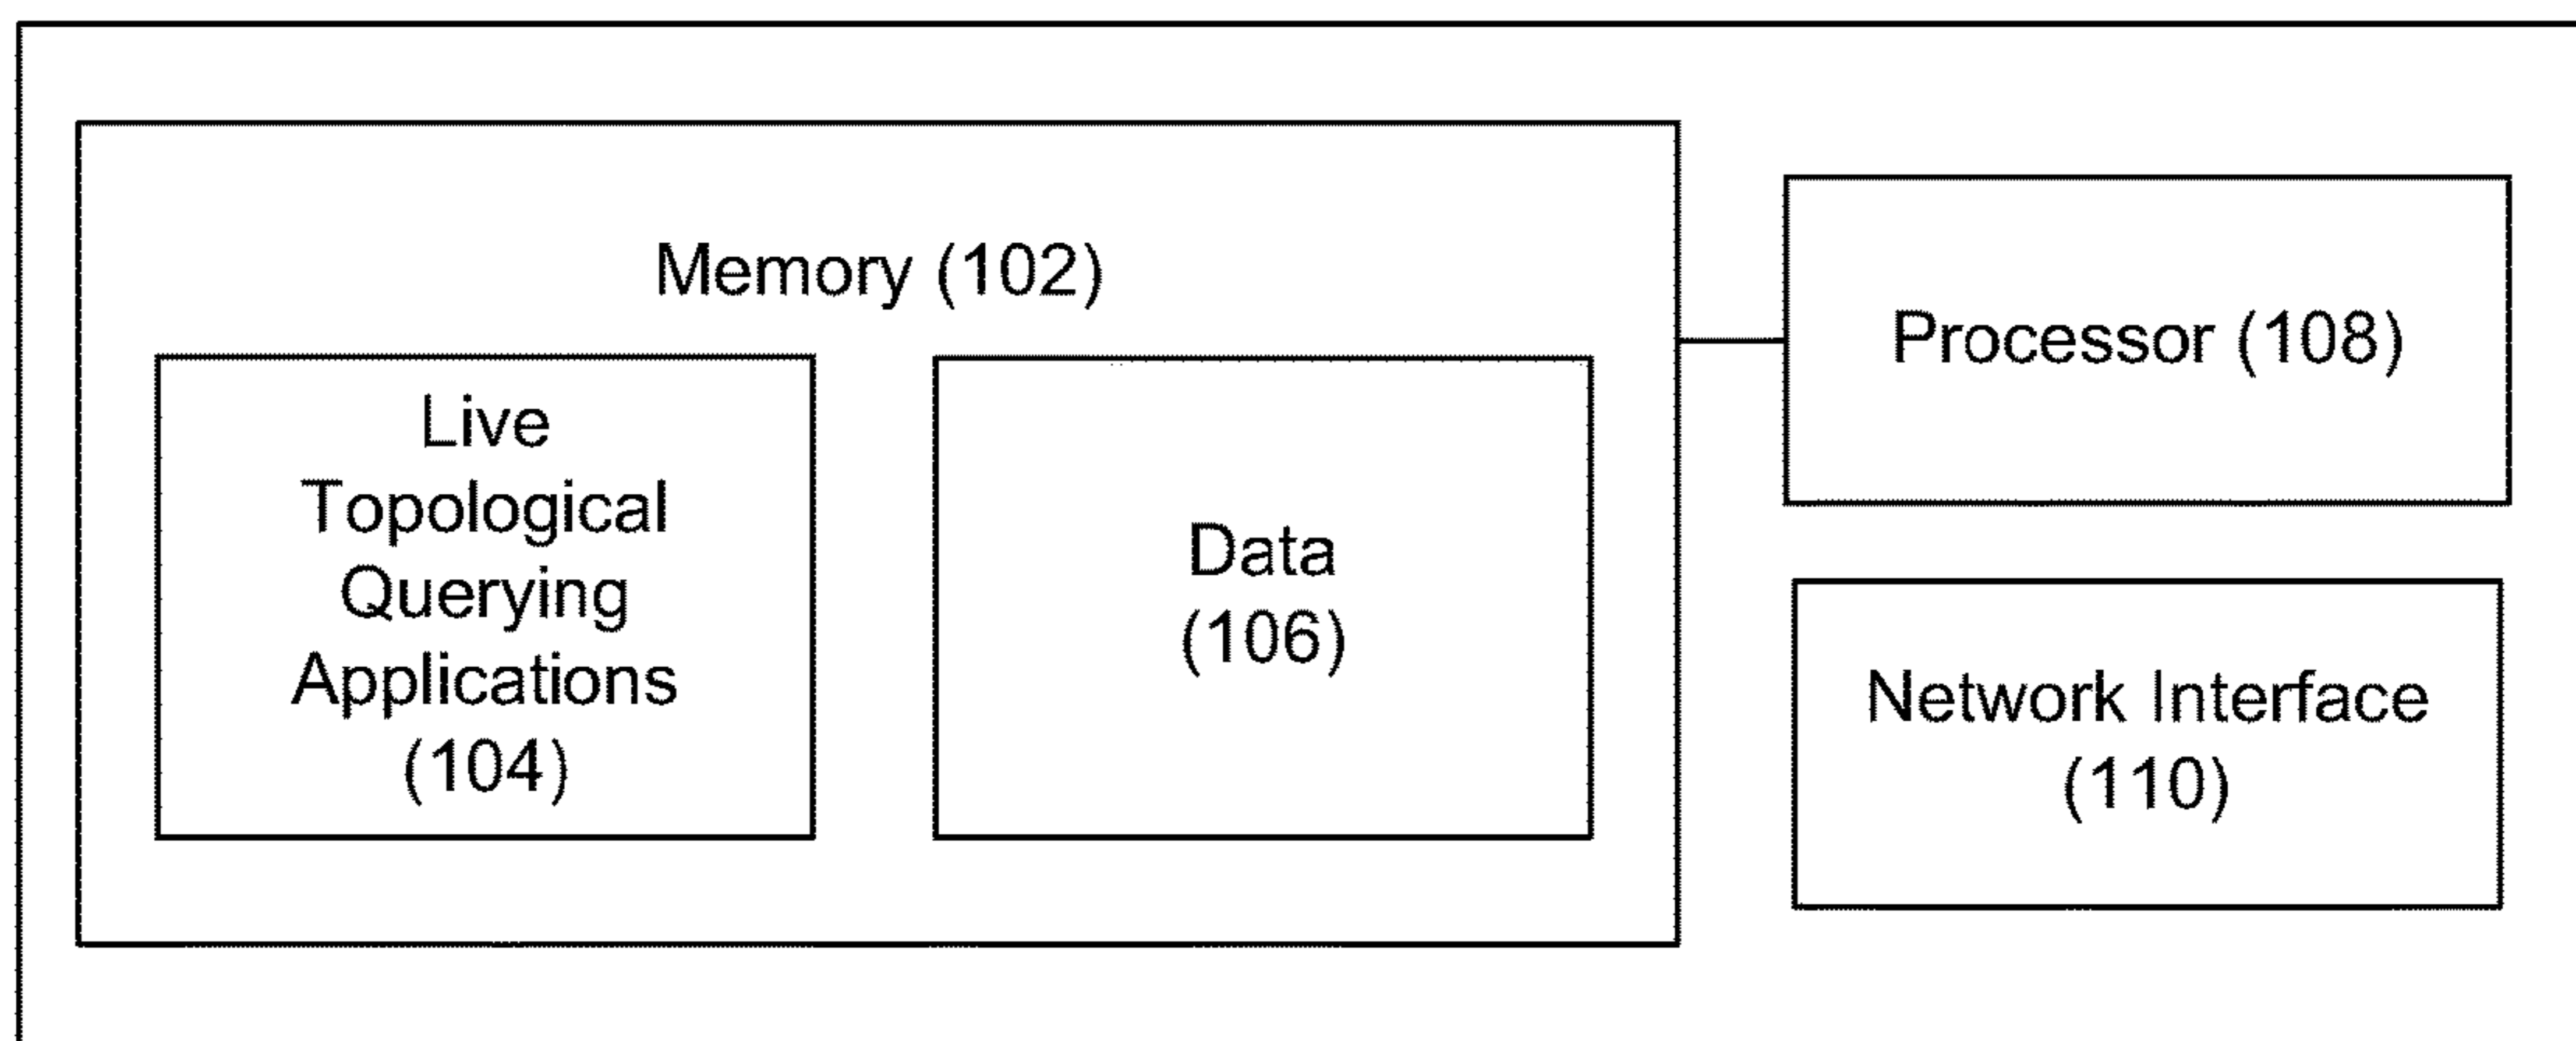 Memory (102)
Live
Topological
Querying
Applications
(104)
Data
(106)
Processor (108)
Network Interface
(110)